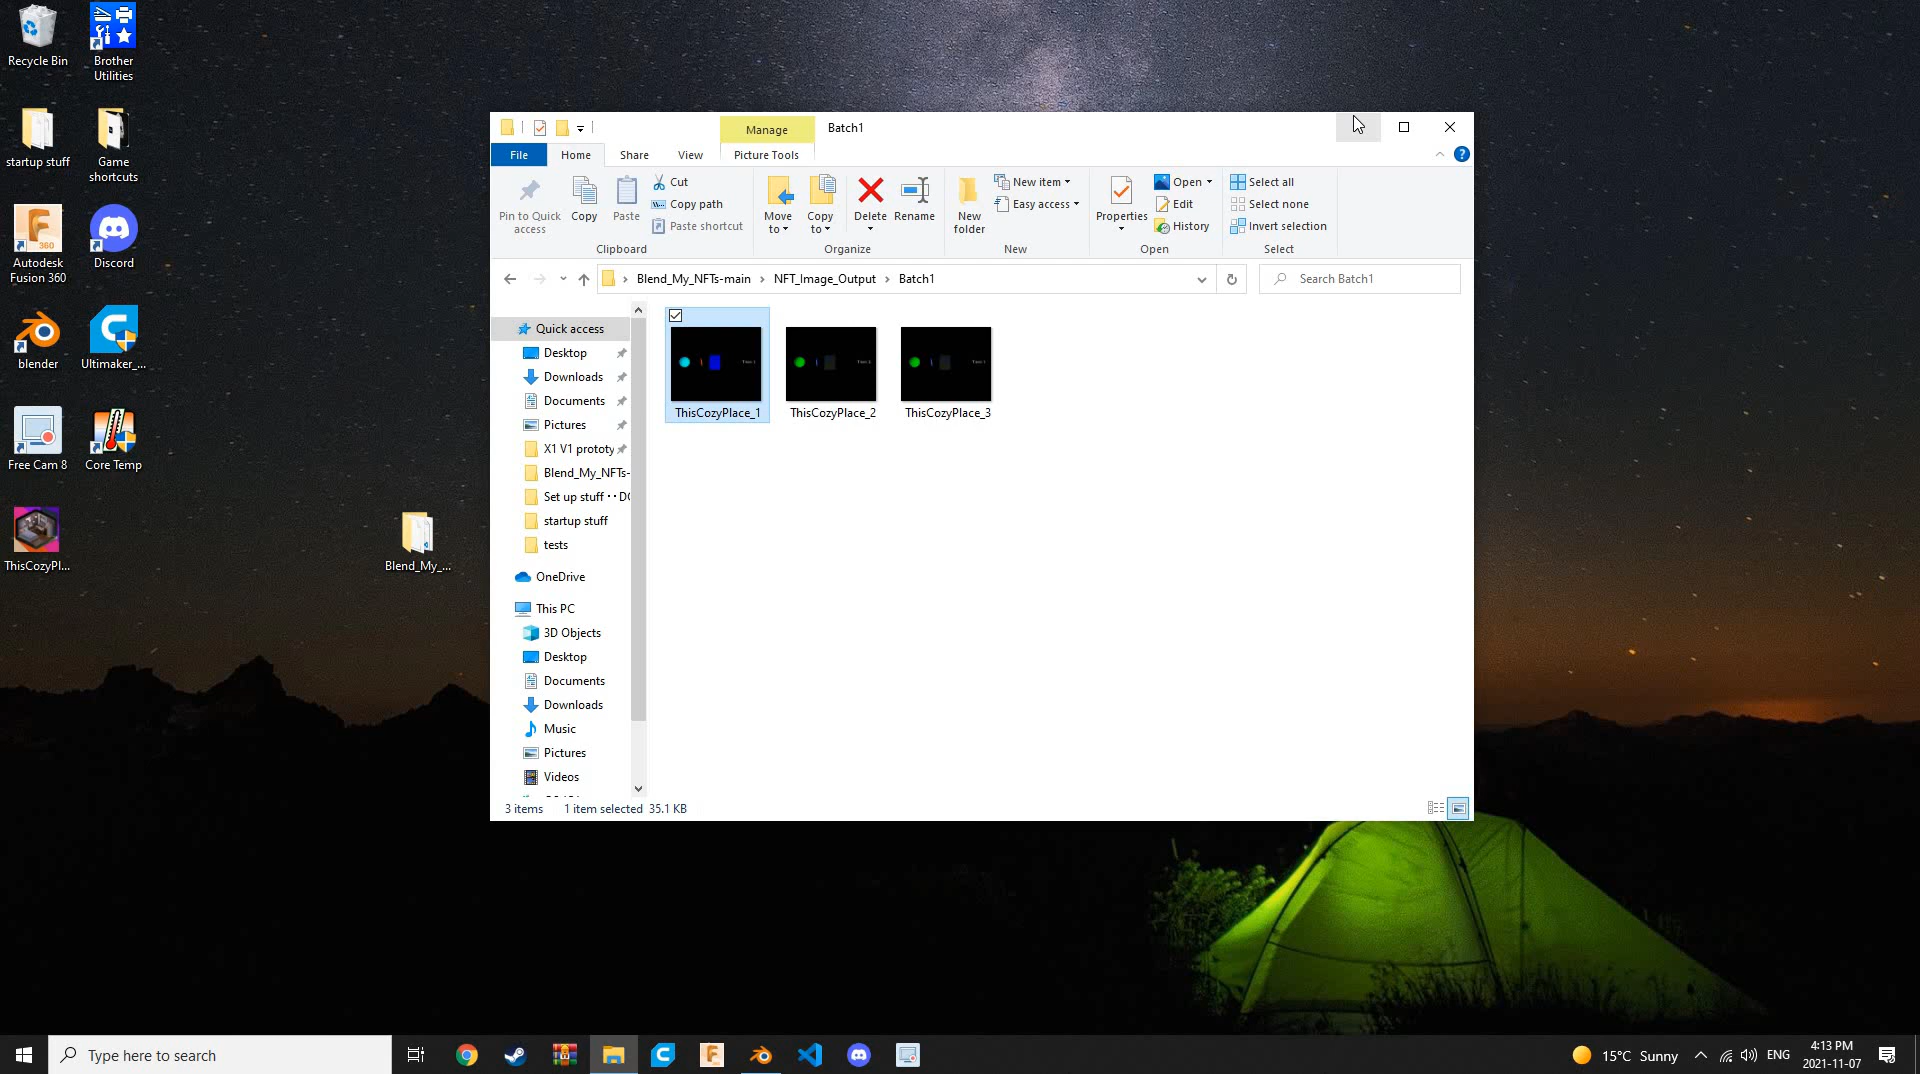 Recycle Bin
Brother
Utilities
startup stuff
Game
shortcuts
360
Autodesk
Fusion 360
Discord
blender
Ultimaker_...
Free Cam 8
Core Temp
ThisCozyPl...
Blend_My_...
Manage
Batch1
File
Home
Share
View
Picture Tools
?
Pin to Quick
access
Copy
Paste
Cut
Copy path
Paste shortcut
Clipboard
Move
to
Copy
to
Delete
Rename
Organize
New
folder
New item
Easy access
New
Properties
Open
Edit
History
Open
Select all
Select none
Invert selection
Select
Blend_My_NFTs-main
NFT_Image_Output
Batch1
Search Batch1
Quick access
Desktop
Downloads
Documents
Pictures
X1 V1 prototy
Blend_My_NFTs-
Set up stuff
startup stuff
tests
OneDrive
This PC
3D Objects
Desktop
Documents
Downloads
Music
Pictures
Videos
ThisCozyPlace_1
ThisCozyPlace_2
ThisCozyPlace_3
3 items
1 item selected 35.1 KB
Type here to search
15°C Sunny
ENG
4:13 PM
2021-11-07